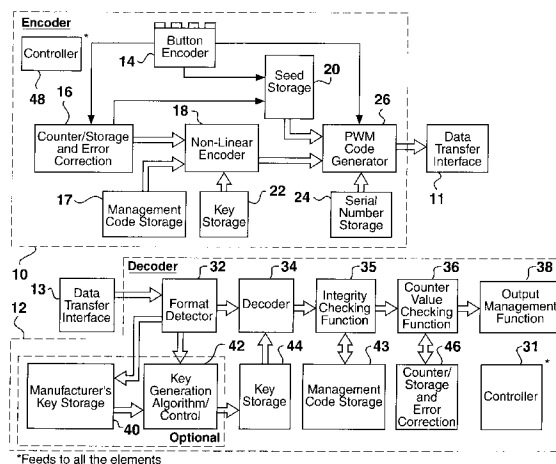 Encoder
Controller
*
48
Button
Encoder
14
Seed
Storage
20
16
Counter/Storage
and Error
Correction
18
Non-Linear
Encoder
26
PWM
Code
Generator
Data
Transfer
Interface
11
17
Management
Code Storage
22
Key
Storage
24
Serial
Number
Storage
10
Decoder
12
13
Data
Transfer
Interface
32
Format
Detector
34
Decoder
35
Integrity
Checking
Function
36
Counter
Value
Checking
Function
38
Output
Management
Function
Manufacturer's
Key Storage
40
42
Key
Generation
Algorithm/
Control
Optional
44
Key
Storage
43
Management
Code Storage
46
Counter/
Storage
and Error
Correction
31
Controller
*
*Feeds to all the elements